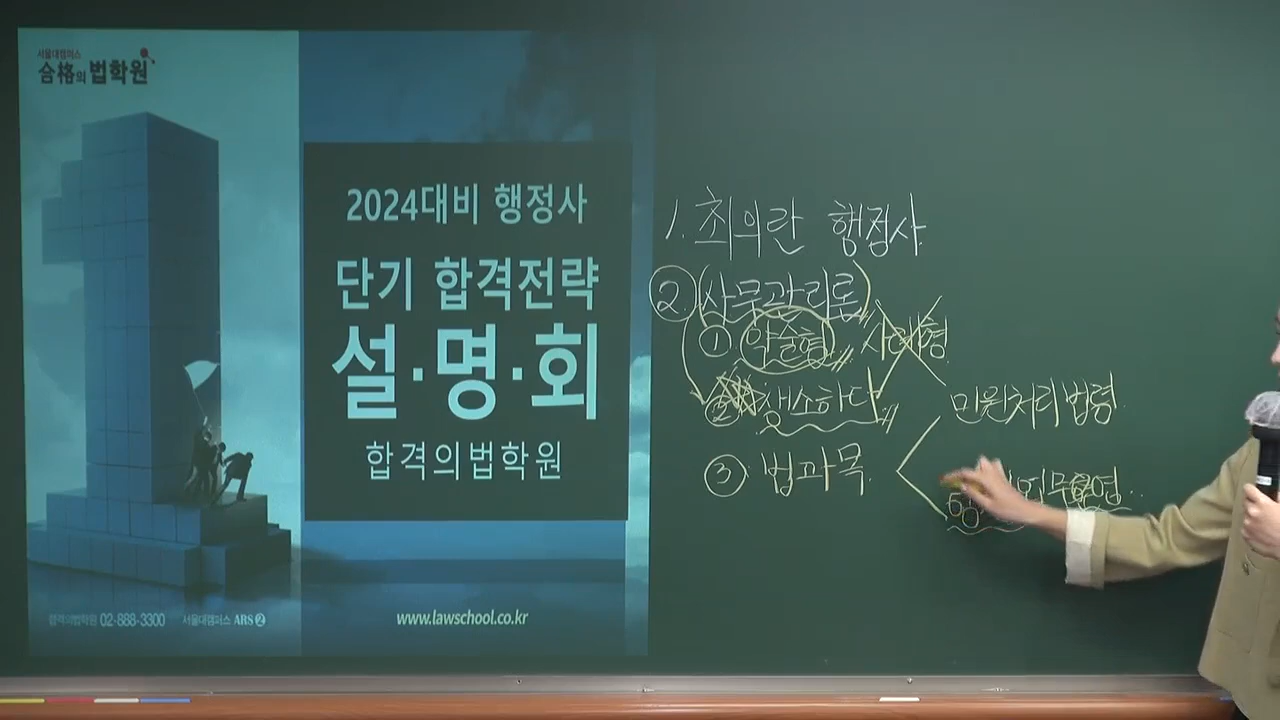 서울대캠퍼스
合格의 법학원
2024대비 행정사
단기 합격전략
설·명·회
합격의법학원
합격의법학원 02-888-3300 서울대캠퍼스 ARS ②
www.lawschool.co.kr
1. 최의란 행정사
② (사무관리론)
① 약술형 사례형
② 생소하다
민원처리법령
③ 법과목